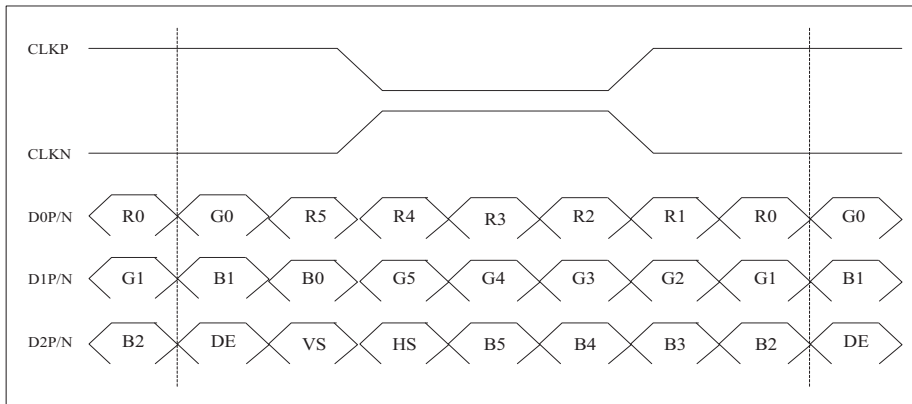 CLKP
CLKN
D0P/N R0 G0 R5 R4 R3 R2 R1 R0 G0
D1P/N G1 B1 B0 G5 G4 G3 G2 G1 B1
D2P/N B2 DE VS HS B5 B4 B3 B2 DE